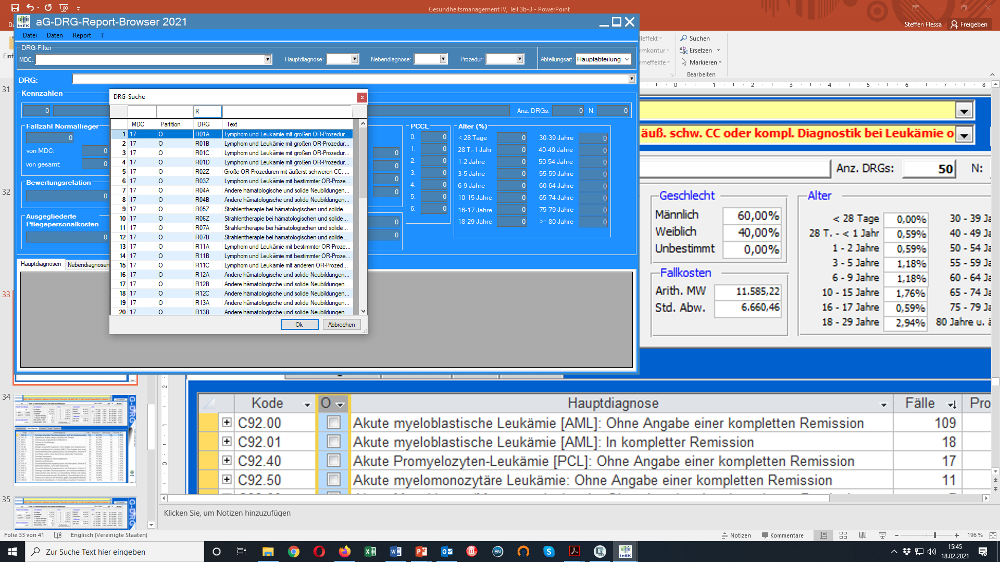 Gesundheitsmanagement IV, Teil 3b-3 - PowerPoint
Steffen Flessa
Freigeben
InEK
aG-DRG-Report-Browser 2021
Datei Daten Report ?
DRG-Filter
MDC:
Hauptdiagnose:
Nebendiagnose:
Prozedur:
Abteilungsart: Hauptabteilung
DRG:
Suchen
Ersetzen
Markieren
Bearbeiten
Kennzahlen
0
Anz. DRGs: 0 N: 0
Fallzahl Normallieger
0
von MDC: 0
von gesamt: 0
Bewertungsrelation
0
Ausgegliederte
Pflegepersonalkosten
0
PCCL
0: 0
1: 0
2: 0
3: 0
4: 0
5: 0
6: 0
Alter (%)
< 28 Tage 0 30-39 Jahre 0
28 T.-1 Jahr 0 40-49 Jahre 0
1-2 Jahre 0 50-54 Jahre 0
3-5 Jahre 0 55-59 Jahre 0
6-9 Jahre 0 60-64 Jahre 0
10-15 Jahre 0 65-74 Jahre 0
16-17 Jahre 0 75-79 Jahre 0
18-29 Jahre 0 >= 80 Jahre 0
Hauptdiagnosen Nebendiagnosen
DRG-Suche
R
MDC Partition DRG Text
1 17 O R01A Lymphom und Leukämie mit großen OR-Prozedur...
2 17 O R01B Lymphom und Leukämie mit großen OR-Prozedur...
3 17 O R01C Lymphom und Leukämie mit großen OR-Prozedur...
4 17 O R01D Lymphom und Leukämie mit großen OR-Prozedur...
5 17 O R02Z Große OR-Prozeduren mit äußerst schweren CC, ...
6 17 O R03Z Lymphom und Leukämie mit bestimmter OR-Proze...
7 17 O R04A Andere hämatologische und solide Neubildungen...
8 17 O R04B Andere hämatologische und solide Neubildungen...
9 17 O R05Z Strahlentherapie bei hämatologischen und solide...
10 17 O R06Z Strahlentherapie bei hämatologischen und solide...
11 17 O R07A Strahlentherapie bei hämatologischen und solide...
12 17 O R07B Strahlentherapie bei hämatologischen und solide...
13 17 O R11A Lymphom und Leukämie mit bestimmter OR-Proze...
14 17 O R11B Lymphom und Leukämie mit bestimmter OR-Proze...
15 17 O R11C Lymphom und Leukämie mit anderen OR-Prozed...
16 17 O R12A Andere hämatologische und solide Neubildungen...
17 17 O R12B Andere hämatologische und solide Neubildungen...
18 17 O R12C Andere hämatologische und solide Neubildungen...
19 17 O R13A Andere hämatologische und solide Neubildungen...
20 17 O R13B Andere hämatologische und solide Neubildungen...
Ok Abbrechen
äuß. schw. CC oder kompl. Diagnostik bei Leukämie o
Anz. DRGs: 50 N:
Geschlecht
Männlich 60,00%
Weiblich 40,00%
Unbestimmt 0,00%
Fallkosten
Arith. MW 11.585,22
Std. Abw. 6.660,46
Alter
< 28 Tage 0,00% 30 - 39 Ja
28 T. - < 1 Jahr 0,59% 40 - 49 Ja
1 - 2 Jahre 0,59% 50 - 54 Ja
3 - 5 Jahre 1,18% 55 - 59 Ja
6 - 9 Jahre 1,18% 60 - 64 Ja
10 - 15 Jahre 1,76% 65 - 74 Ja
16 - 17 Jahre 0,59% 75 - 79 Ja
18 - 29 Jahre 2,94% 80 Jahre u. ä
Kode O Hauptdiagnose Fälle Pro
C92.00 Akute myeloblastische Leukämie [AML]: Ohne Angabe einer kompletten Remission 109
C92.01 Akute myeloblastische Leukämie [AML]: In kompletter Remission 18
C92.40 Akute Promyelozyten-Leukämie [PCL]: Ohne Angabe einer kompletten Remission 17
C92.50 Akute myelomonozytäre Leukämie: Ohne Angabe einer kompletten Remission 11
31
32
33
34
35
G-DRG
G-DRG
Klicken Sie, um Notizen hinzuzufügen
Folie 33 von 41 Englisch (Vereinigte Staaten) Notizen Kommentare 196 %
Zur Suche Text hier eingeben
EN
InEK
15:45
18.02.2021